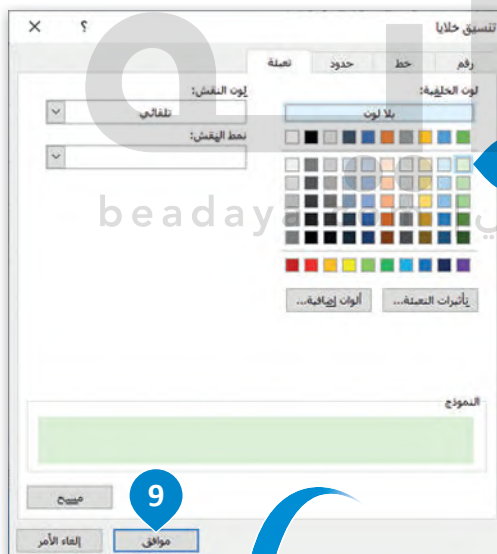 تنسيق خلايا
؟ ×
رقم خط حدود تعبئة
لون الخلفية:
بلا لون
لون النقش:
تلقائي
نمط النقش:
تأثيرات التعبئة...
ألوان إضافية...
النموذج
مسح
9
موافق
إلغاء الأمر
beadaya